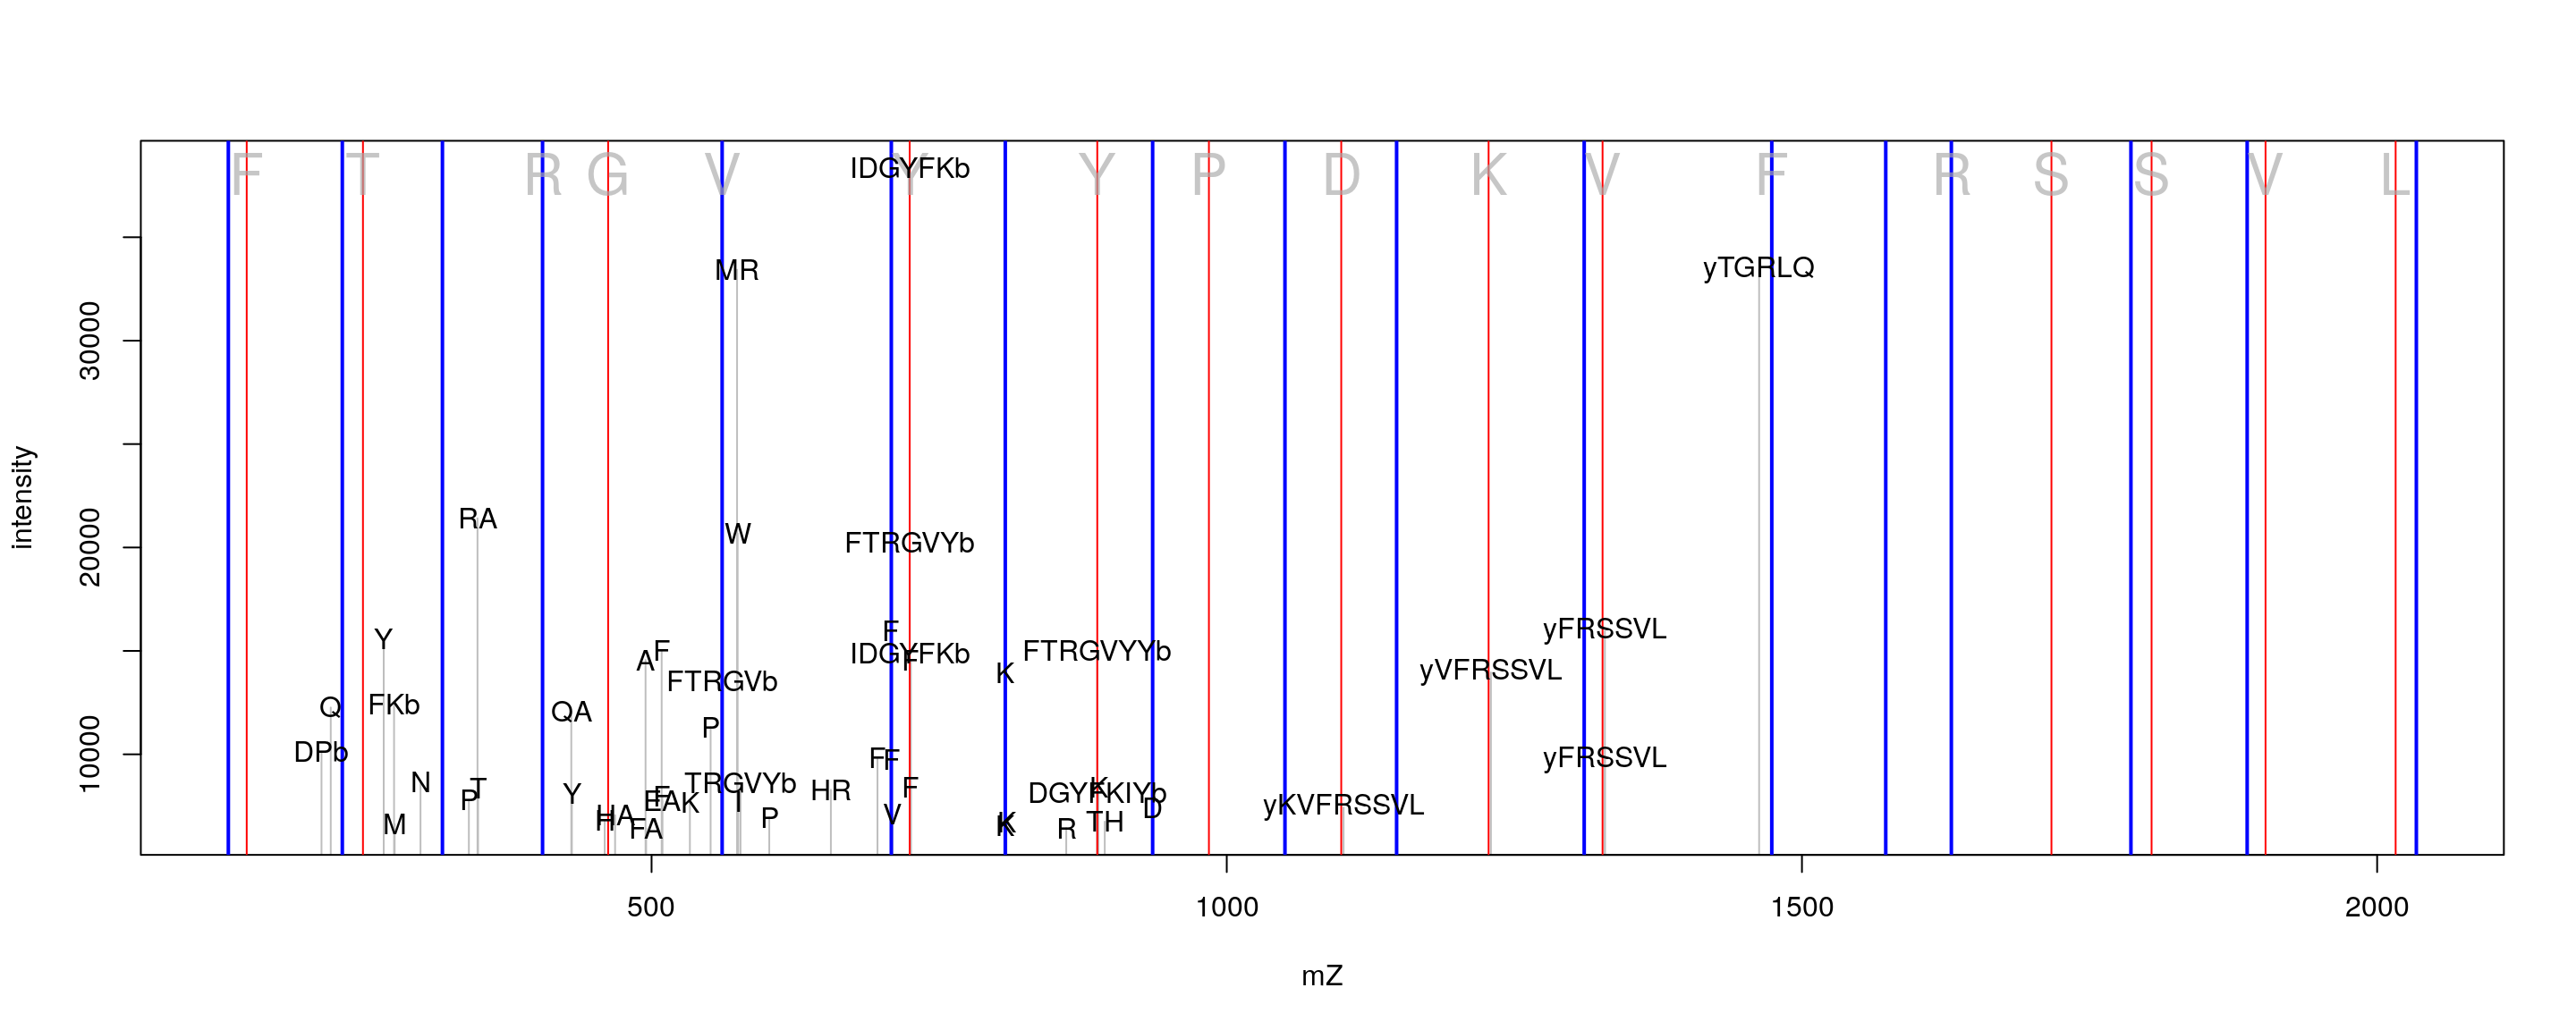 F T R G V Y Y P D K V F R S S V L
IDGYFKb
MR
yTGRLQ
RA
W
FTRGVYb
Y
A
F
F
IDGYFKb
F
FTRGVYYb
yFRSSVL
K
yVFRSSVL
FTRGVb
Q
FKb
QA
P
DPb
F
F
yFRSSVL
N
T
P
Y
TRGVYb
HR
F
K
DGYFKIYb
F
EAK
I
D
yKVFRSSVL
M
HA
H
FA
P
V
K
K
R
TH
intensity
10000
20000
30000
500
1000
1500
2000
mZ